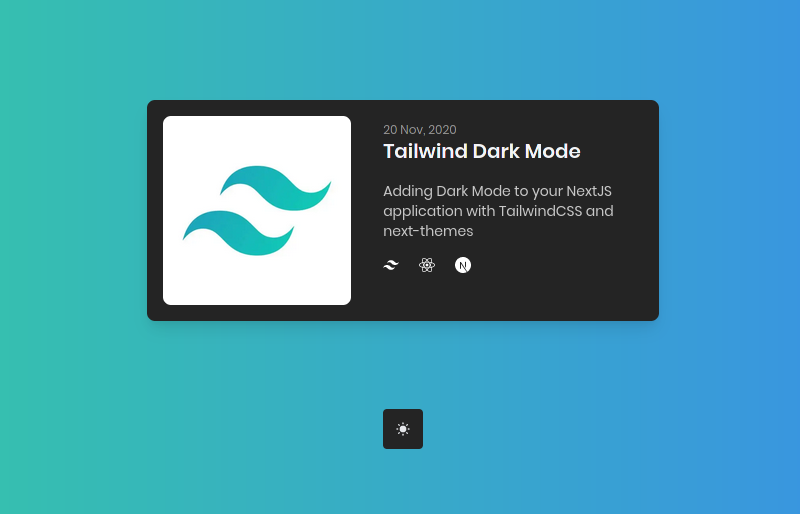 20 Nov, 2020
Tailwind Dark Mode
Adding Dark Mode to your NextJS
application with TailwindCSS and
next-themes
N